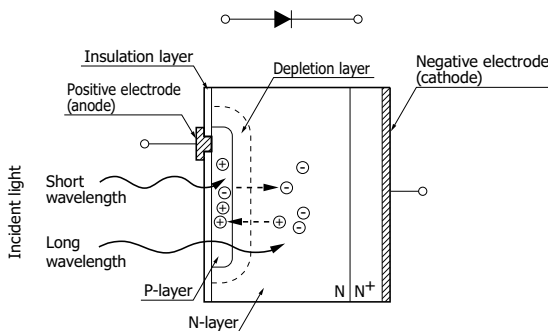 Insulation layer
Depletion layer
Negative electrode
(cathode)
Positive electrode
(anode)
Incident light
Short
wavelength
Long
wavelength
P-layer
N-layer
N
N+